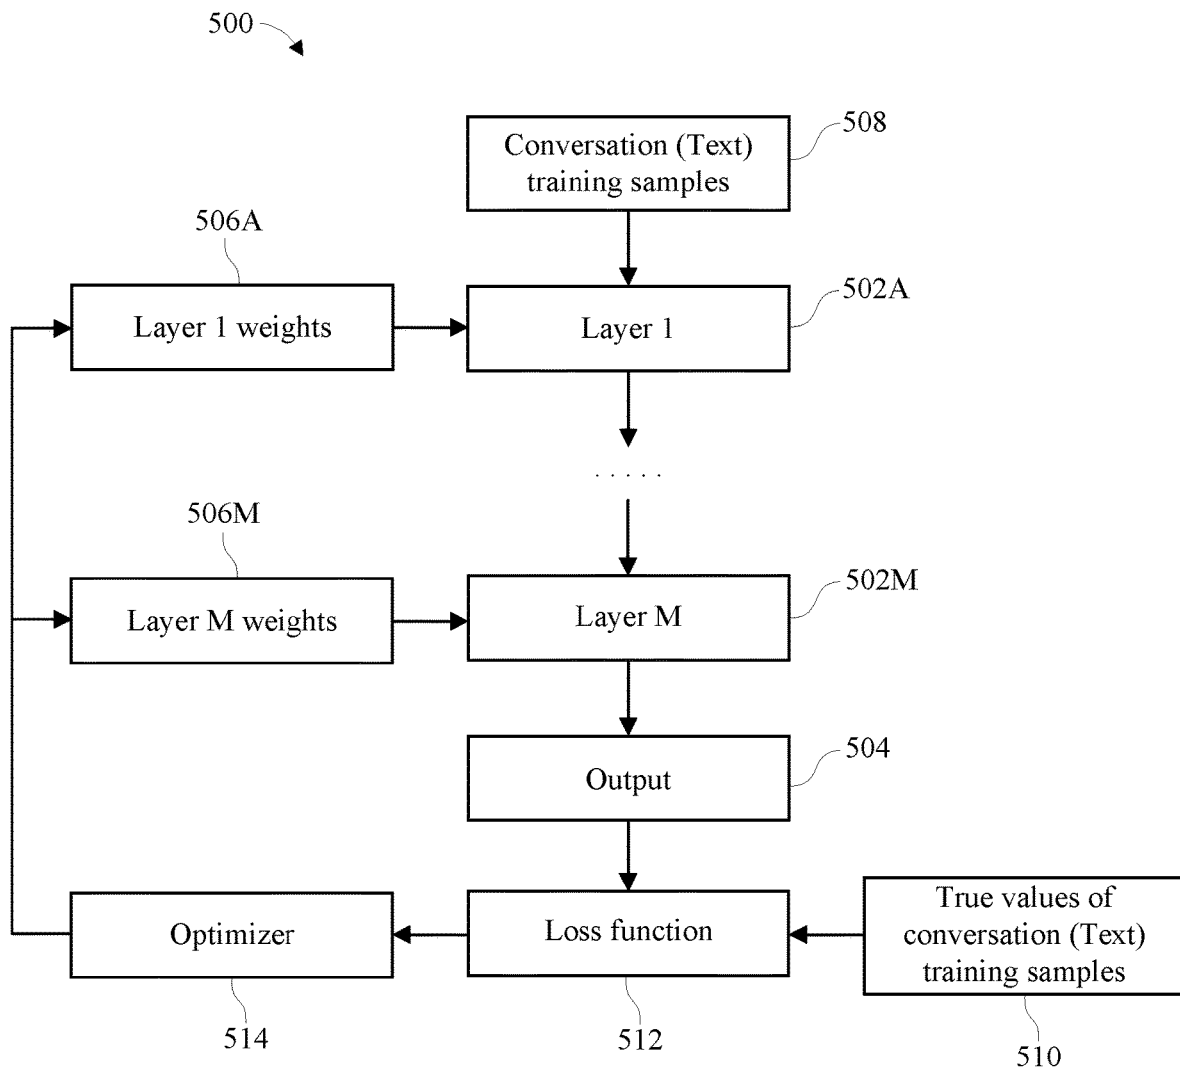 500
508
Conversation (Text)
training samples
506A
502A
Layer 1 weights
Layer 1
. . . . .
506M
502M
Layer M weights
Layer M
504
Output
True values of
conversation (Text)
training samples
Optimizer
Loss function
514
512
510